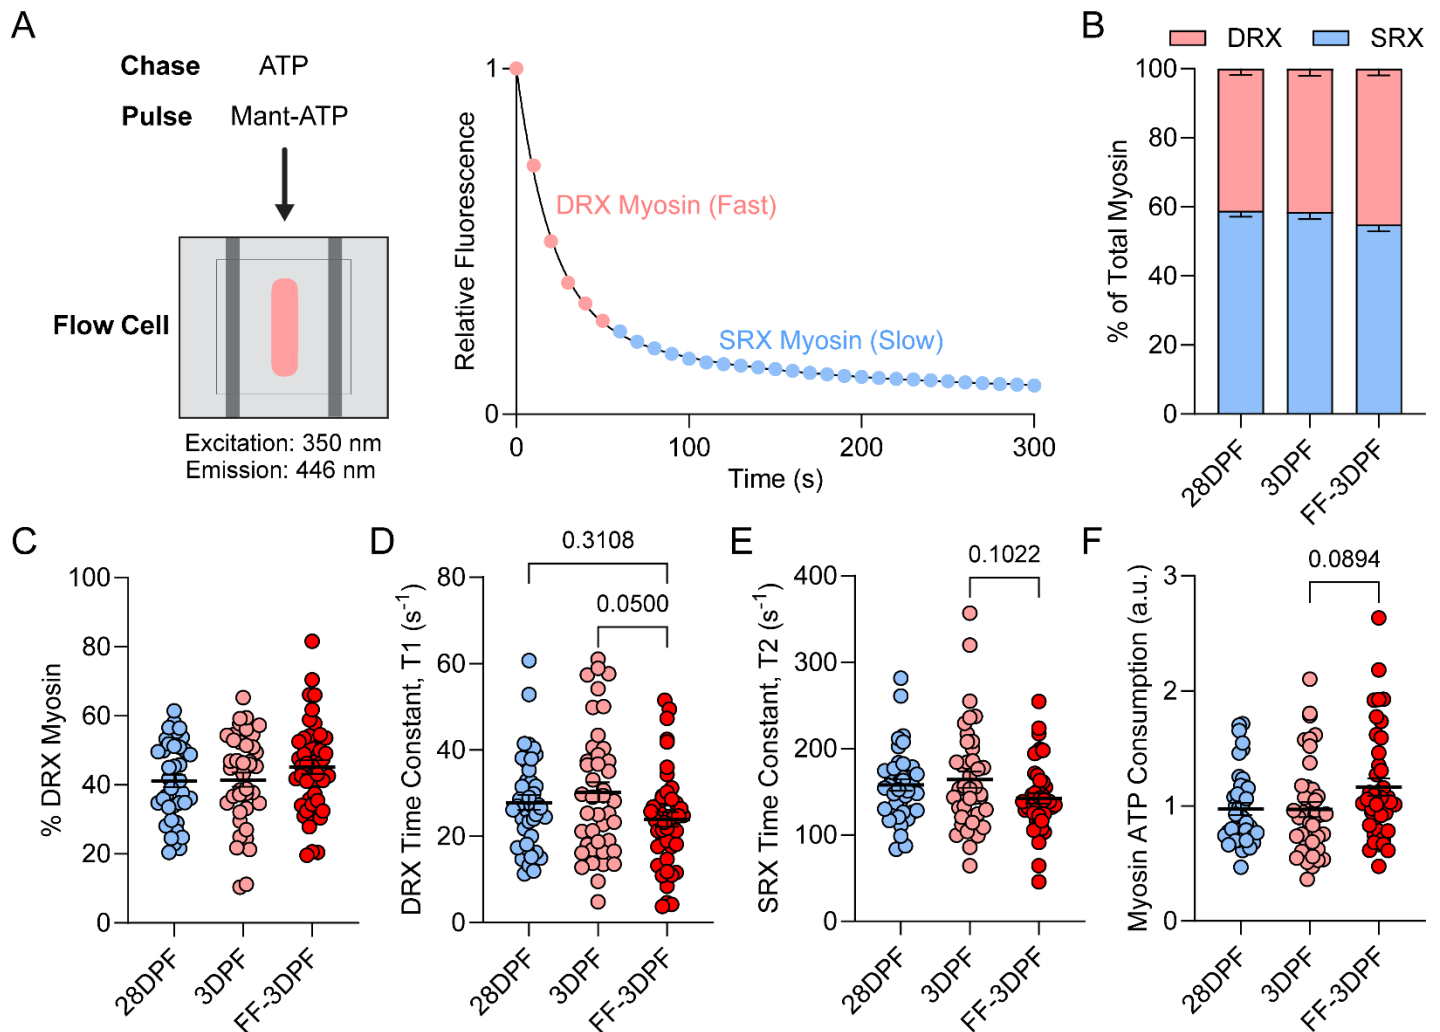 A
Chase ATP
Pulse Mant-ATP
Flow Cell
Excitation: 350 nm
Emission: 446 nm
Relative Fluorescence
1
0
DRX Myosin (Fast)
SRX Myosin (Slow)
0 100 200 300
Time (s)
B
DRX SRX
% of Total Myosin
100
80
60
40
20
0
28DPF 3DPF FF-3DPF
C
% DRX Myosin
100
80
60
40
20
0
28DPF 3DPF FF-3DPF
D
0.3108
0.0500
DRX Time Constant, T1 (s⁻¹)
80
60
40
20
0
28DPF 3DPF FF-3DPF
E
0.1022
SRX Time Constant, T2 (s⁻¹)
400
300
200
100
0
28DPF 3DPF FF-3DPF
F
0.0894
Myosin ATP Consumption (a.u.)
3
2
1
0
28DPF 3DPF FF-3DPF